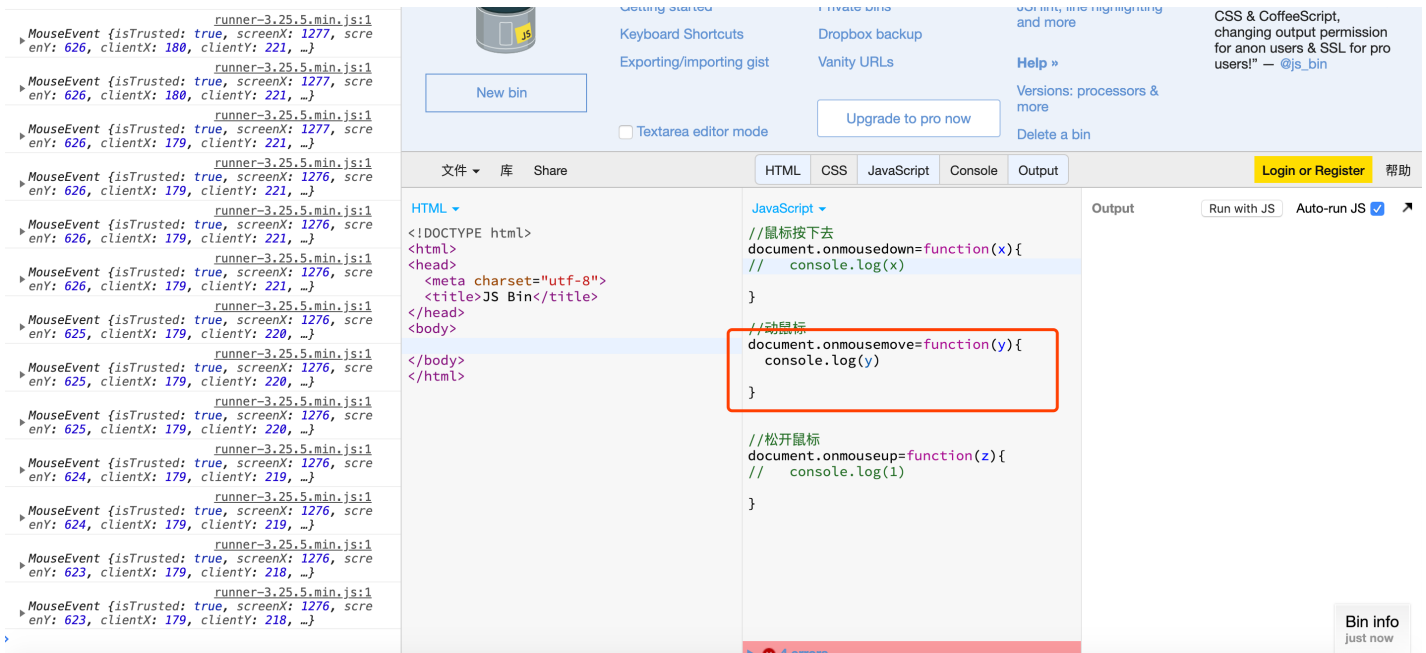 runner-3.25.5.min.js:1
MouseEvent {isTrusted: true, screenX: 1277, scre
enY: 626, clientX: 180, clientY: 221, …}
runner-3.25.5.min.js:1
MouseEvent {isTrusted: true, screenX: 1277, scre
enY: 626, clientX: 180, clientY: 221, …}
runner-3.25.5.min.js:1
MouseEvent {isTrusted: true, screenX: 1277, scre
enY: 626, clientX: 179, clientY: 221, …}
runner-3.25.5.min.js:1
MouseEvent {isTrusted: true, screenX: 1276, scre
enY: 626, clientX: 179, clientY: 221, …}
runner-3.25.5.min.js:1
MouseEvent {isTrusted: true, screenX: 1276, scre
enY: 626, clientX: 179, clientY: 221, …}
runner-3.25.5.min.js:1
MouseEvent {isTrusted: true, screenX: 1276, scre
enY: 626, clientX: 179, clientY: 221, …}
runner-3.25.5.min.js:1
MouseEvent {isTrusted: true, screenX: 1276, scre
enY: 625, clientX: 179, clientY: 220, …}
runner-3.25.5.min.js:1
MouseEvent {isTrusted: true, screenX: 1276, scre
enY: 625, clientX: 179, clientY: 220, …}
runner-3.25.5.min.js:1
MouseEvent {isTrusted: true, screenX: 1276, scre
enY: 625, clientX: 179, clientY: 220, …}
runner-3.25.5.min.js:1
MouseEvent {isTrusted: true, screenX: 1276, scre
enY: 624, clientX: 179, clientY: 219, …}
runner-3.25.5.min.js:1
MouseEvent {isTrusted: true, screenX: 1276, scre
enY: 624, clientX: 179, clientY: 219, …}
runner-3.25.5.min.js:1
MouseEvent {isTrusted: true, screenX: 1276, scre
enY: 623, clientX: 179, clientY: 218, …}
runner-3.25.5.min.js:1
MouseEvent {isTrusted: true, screenX: 1276, scre
enY: 623, clientX: 179, clientY: 218, …}
JS
New bin
Getting started
Keyboard Shortcuts
Exporting/importing gist
Textarea editor mode
Private bins
Dropbox backup
Vanity URLs
Upgrade to pro now
JSHint, line highlighting
and more
Help »
Versions: processors &
more
Delete a bin
CSS & CoffeeScript,
changing output permission
for anon users & SSL for pro
users!” — @js_bin
文件 库 Share
HTML CSS JavaScript Console Output
Login or Register 帮助
HTML
<!DOCTYPE html>
<html>
<head>
  <meta charset="utf-8">
  <title>JS Bin</title>
</head>
<body>
</body>
</html>
JavaScript
//鼠标按下去
document.onmousedown=function(x){
//   console.log(x)
}
//动鼠标
document.onmousemove=function(y){
  console.log(y)
}
//松开鼠标
document.onmouseup=function(z){
//   console.log(1)
}
4 errors
Output Run with JS Auto-run JS
Bin info
just now